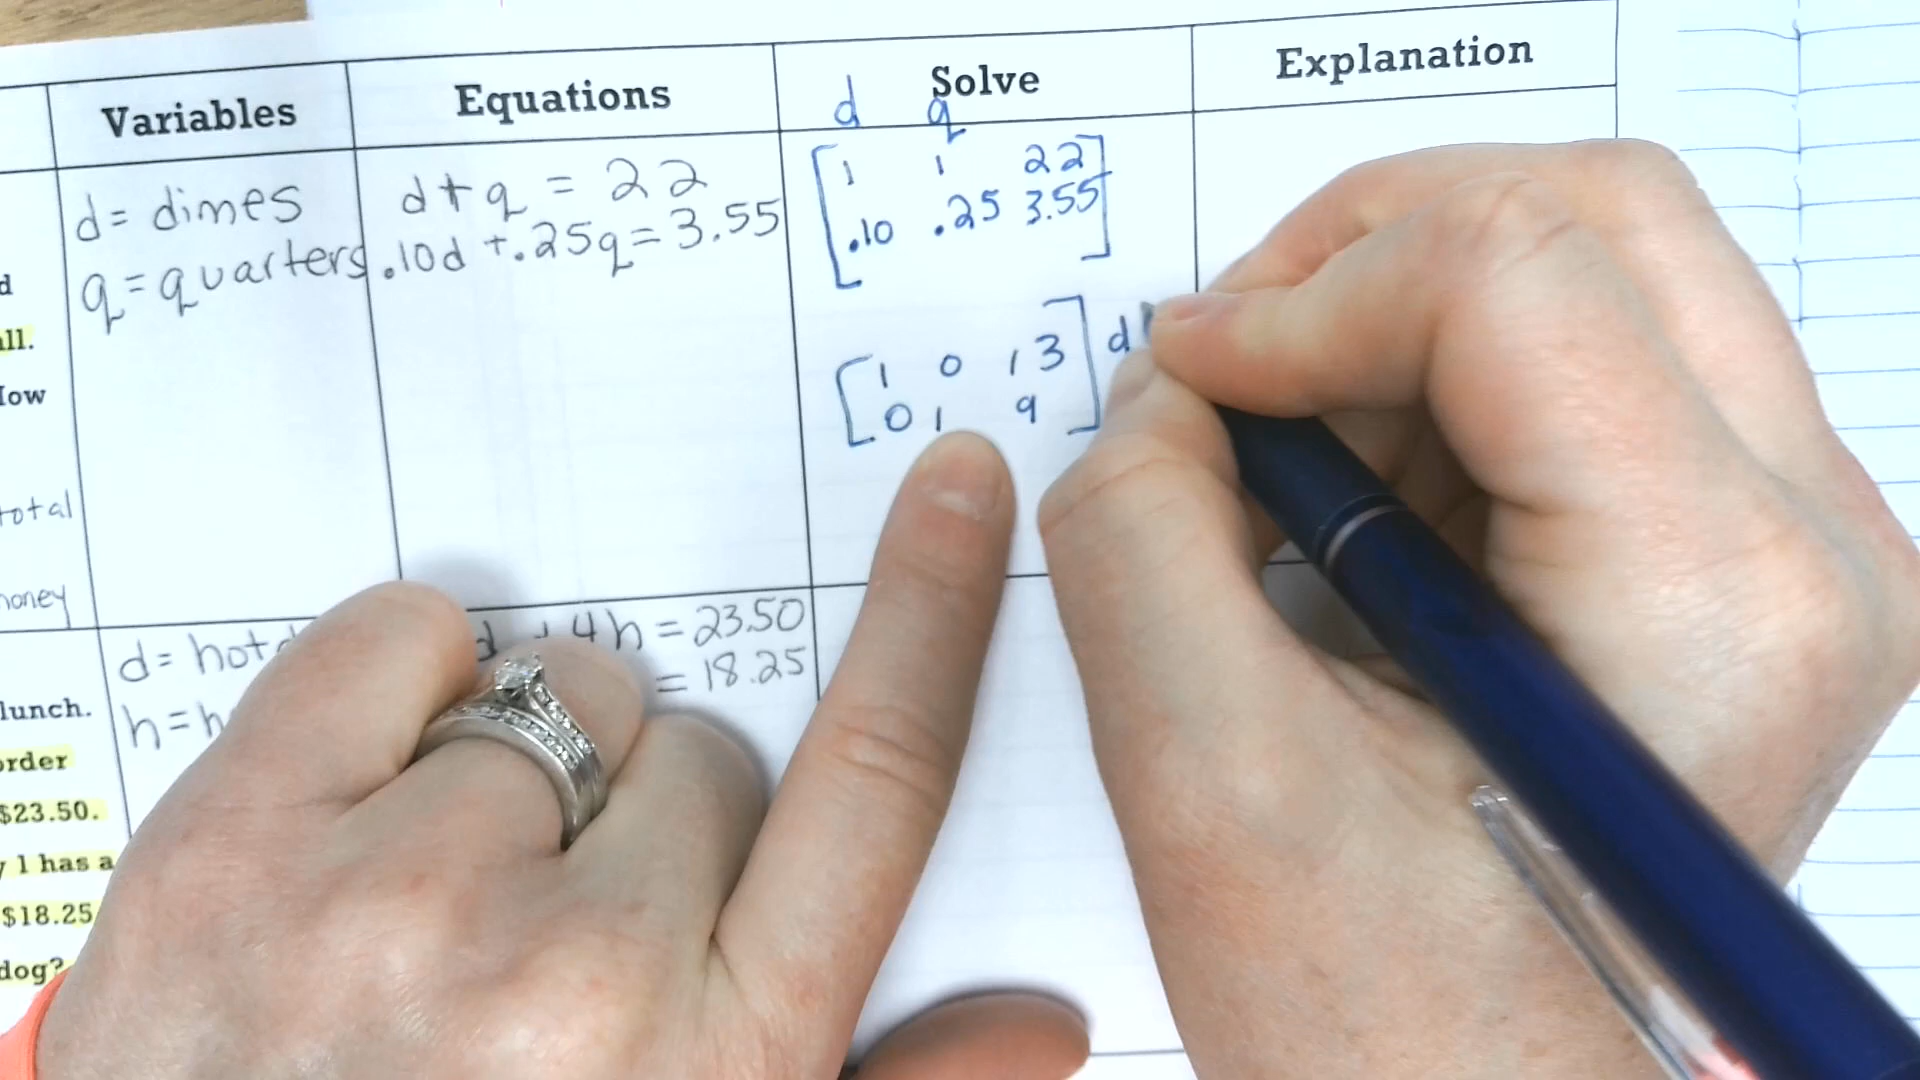 Variables Equations Solve Explanation
d q
d = dimes
q = quarters
d + q = 22
.10d + .25q = 3.55
1 1 22
.10 .25 3.55
1 0 13
0 1 9
d
all.
total
money
d = hot
h = h
+ 4h = 23.50
= 18.25
lunch.
order
$23.50.
1 has a
$18.25
dog?